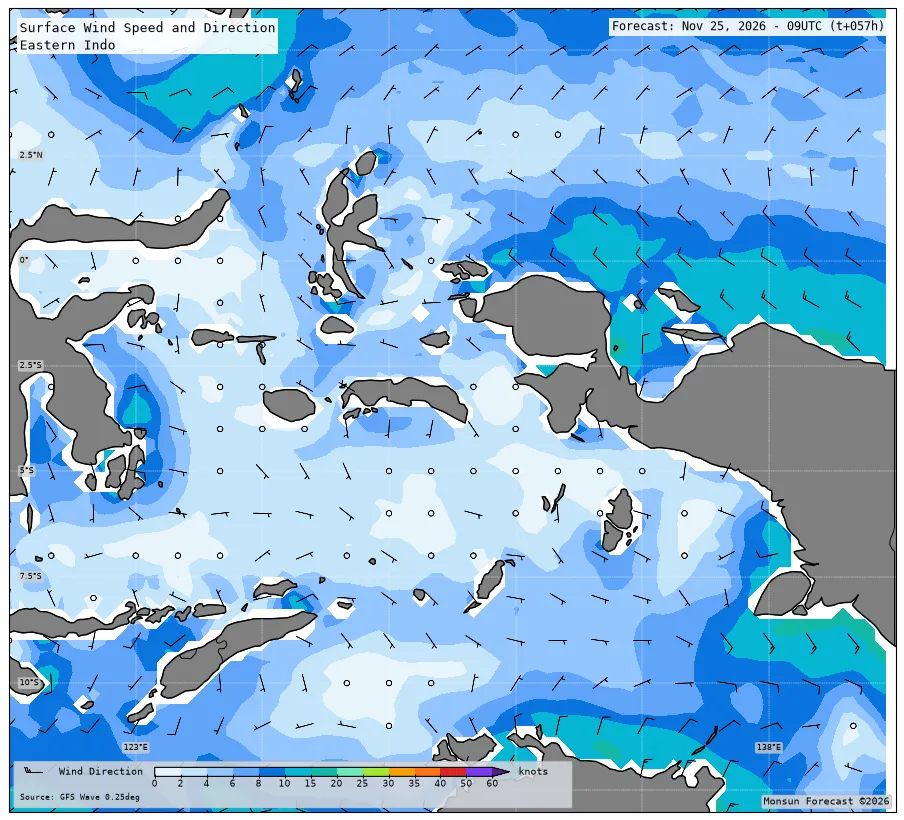 Surface Wind Speed and Direction
Eastern Indo
Forecast: Nov 25, 2026 - 09UTC (t+057h)
2.5°N
0°
2.5°S
5°S
7.5°S
10°S
123°E
138°E
Wind Direction
0 2 4 6 8 10 15 20 25 30 35 40 50 60
knots
Source: GFS Wave 0.25deg
Monsun Forecast ©2026